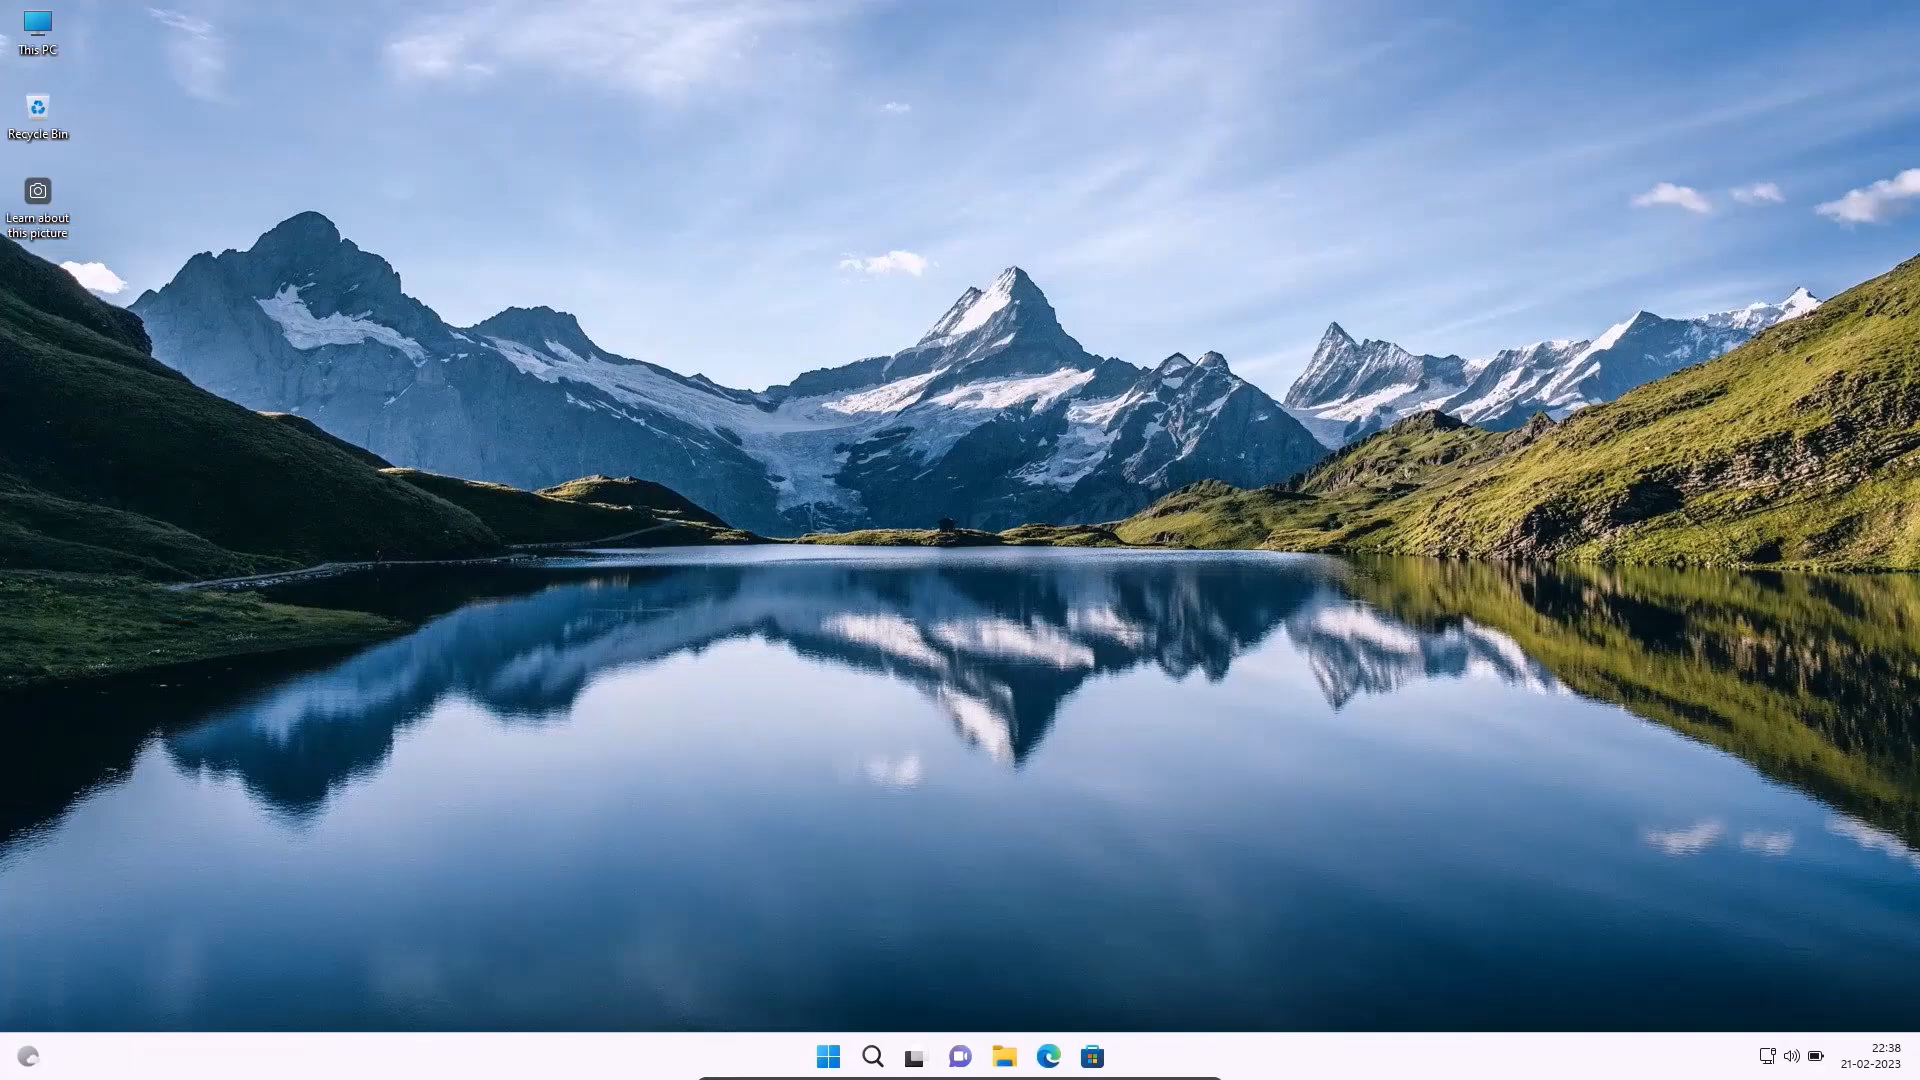 This PC
Recycle Bin
Learn about
this picture
22:38
21-02-2023